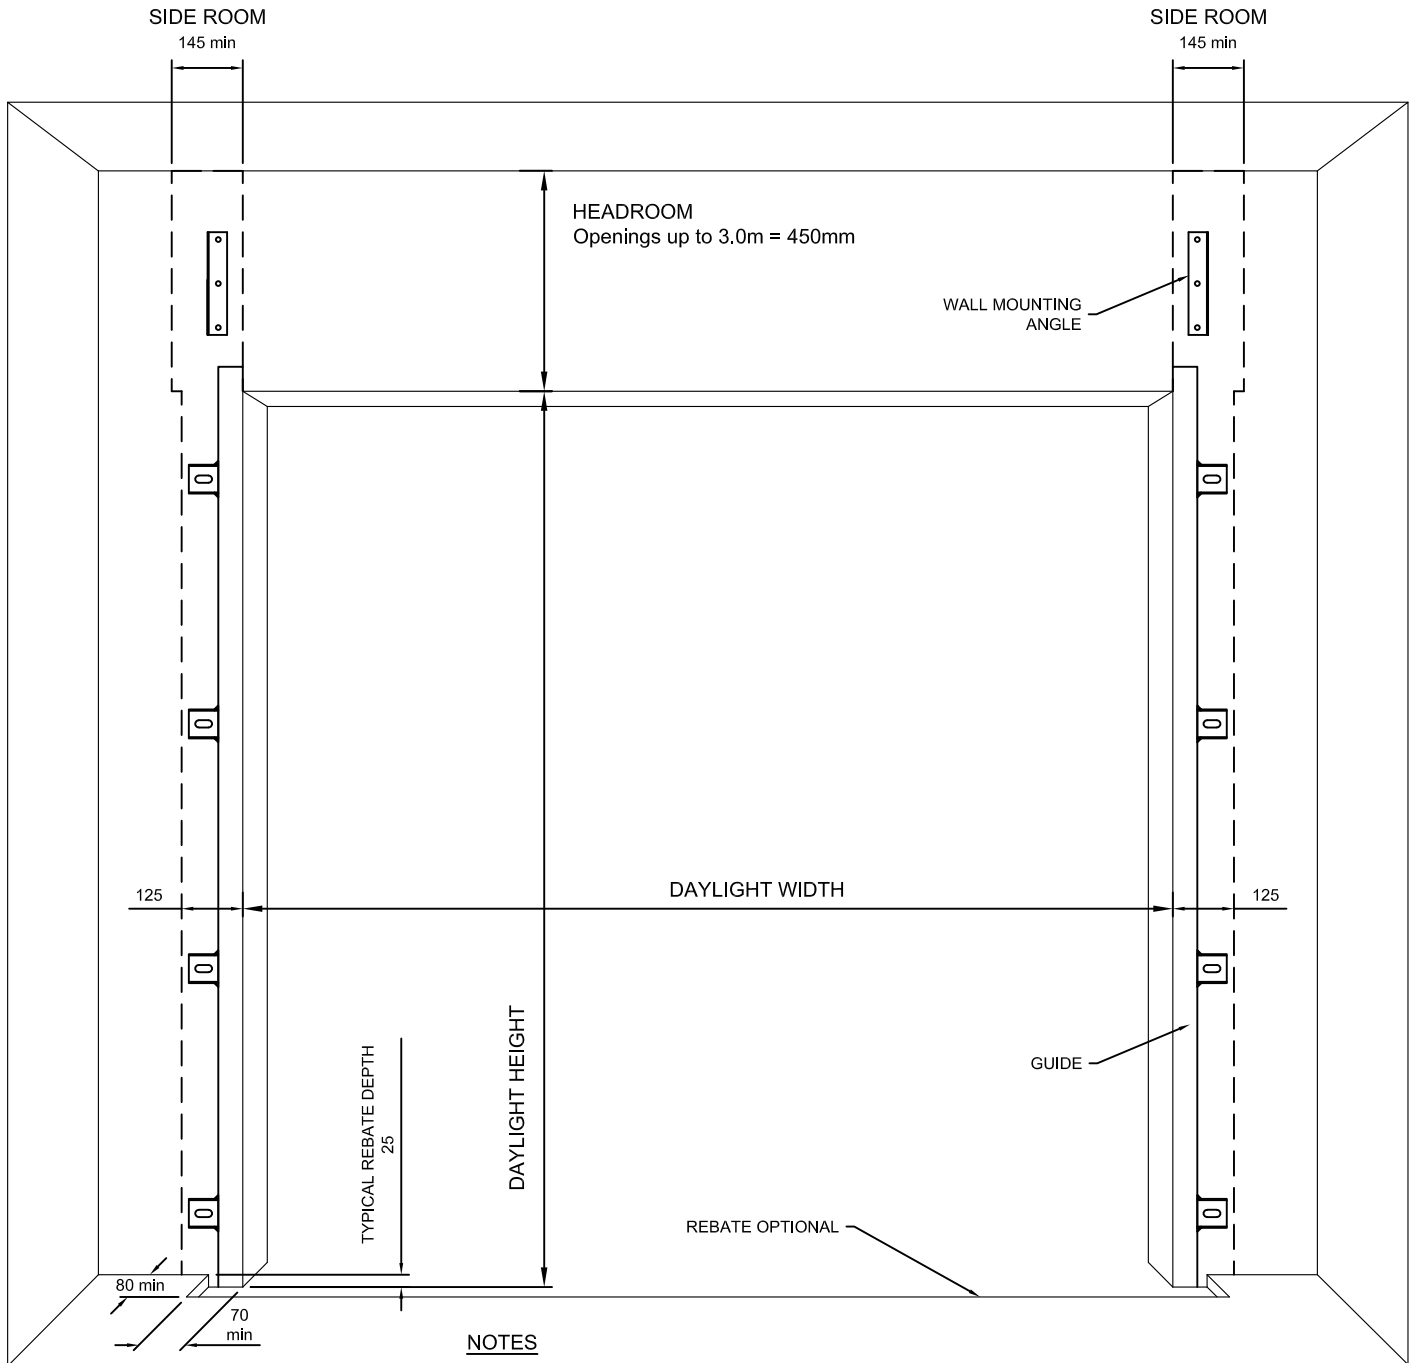 SIDE ROOM
145 min
SIDE ROOM
145 min
HEADROOM
Openings up to 3.0m = 450mm
WALL MOUNTING
ANGLE
125
DAYLIGHT WIDTH
125
TYPICAL REBATE DEPTH
25
DAYLIGHT HEIGHT
GUIDE
REBATE OPTIONAL
80 min
70
min
NOTES